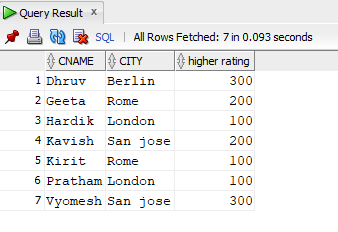 Query Result x
SQL | All Rows Fetched: 7 in 0.093 seconds
CNAME CITY higher rating
1 Dhruv Berlin 300
2 Geeta Rome 200
3 Hardik London 100
4 Kavish San jose 200
5 Kirit Rome 100
6 Pratham London 100
7 Vyomesh San jose 300